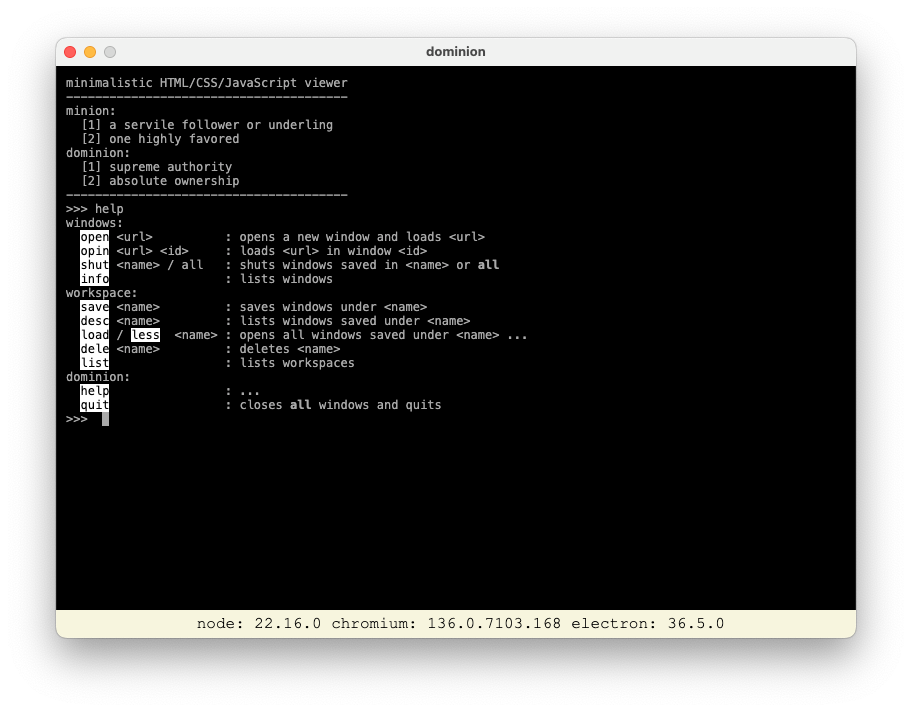 dominion
minimalistic HTML/CSS/JavaScript viewer
---------------------------------------
minion:
  [1] a servile follower or underling
  [2] one highly favored
dominion:
  [1] supreme authority
  [2] absolute ownership
---------------------------------------
>>> help
windows:
  open <url>          : opens a new window and loads <url>
  opin <url> <id>     : loads <url> in window <id>
  shut <name> / all   : shuts windows saved in <name> or all
  info                : lists windows
workspace:
  save <name>         : saves windows under <name>
  desc <name>         : lists windows saved under <name>
  load / less  <name> : opens all windows saved under <name> ...
  dele <name>         : deletes <name>
  list                : lists workspaces
dominion:
  help                : ...
  quit                : closes all windows and quits
>>>
node: 22.16.0 chromium: 136.0.7103.168 electron: 36.5.0